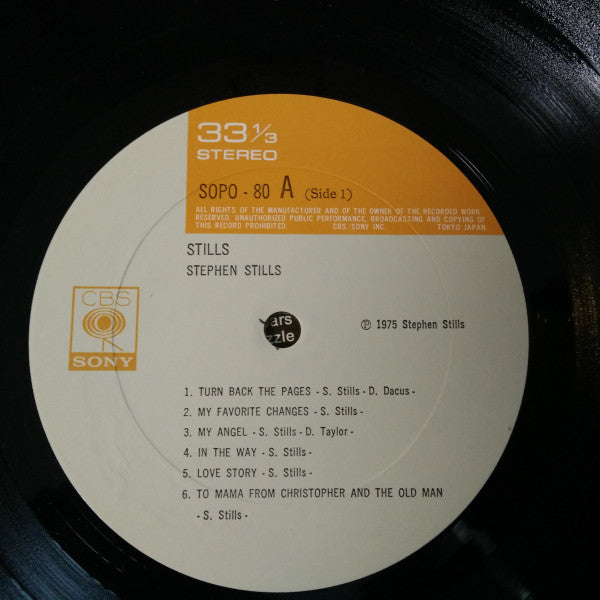 33 1/3
STEREO
SOPO - 80 A (Side 1)
ALL RIGHTS OF THE MANUFACTURER AND OF THE OWNER OF THE RECORDED WORK
RESERVED. UNAUTHORIZED PUBLIC PERFORMANCE, BROADCASTING AND COPYING OF
THIS RECORD PROHIBITED. CBS/SONY INC. TOKYO JAPAN
STILLS
STEPHEN STILLS
CBS
SONY
ars
zzle
℗ 1975 Stephen Stills
1. TURN BACK THE PAGES - S. Stills - D. Dacus -
2. MY FAVORITE CHANGES - S. Stills -
3. MY ANGEL - S. Stills - D. Taylor -
4. IN THE WAY - S. Stills -
5. LOVE STORY - S. Stills -
6. TO MAMA FROM CHRISTOPHER AND THE OLD MAN
- S. Stills -